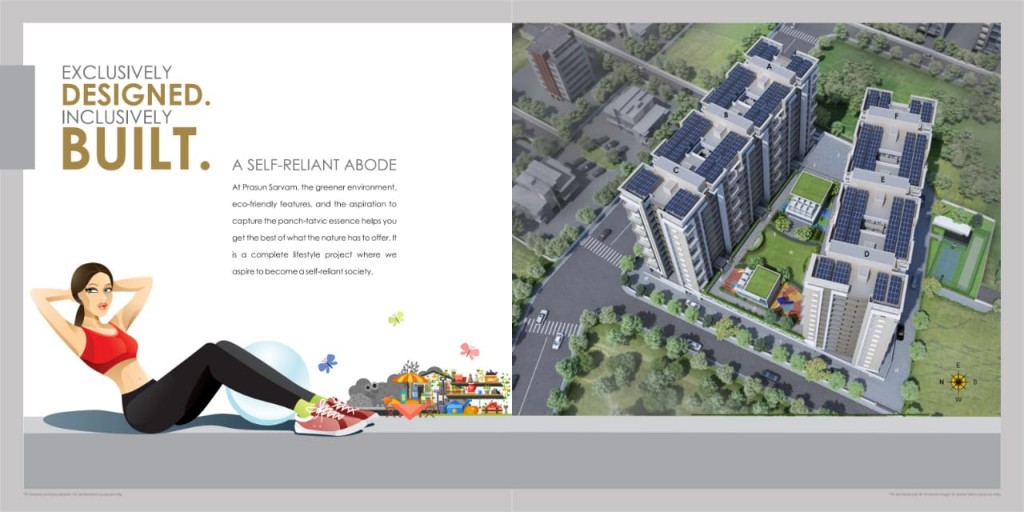 EXCLUSIVELY
DESIGNED.
INCLUSIVELY
BUILT.
A SELF-RELIANT ABODE
At Prasun Sarvam, the greener environment,
eco-friendly features, and the aspiration to
capture the panch-tatvic essence helps you
get the best of what the nature has to offer. It
is a complete lifestyle project where we
aspire to become a self-reliant society.
A
B
C
F
E
D
E
N S
W